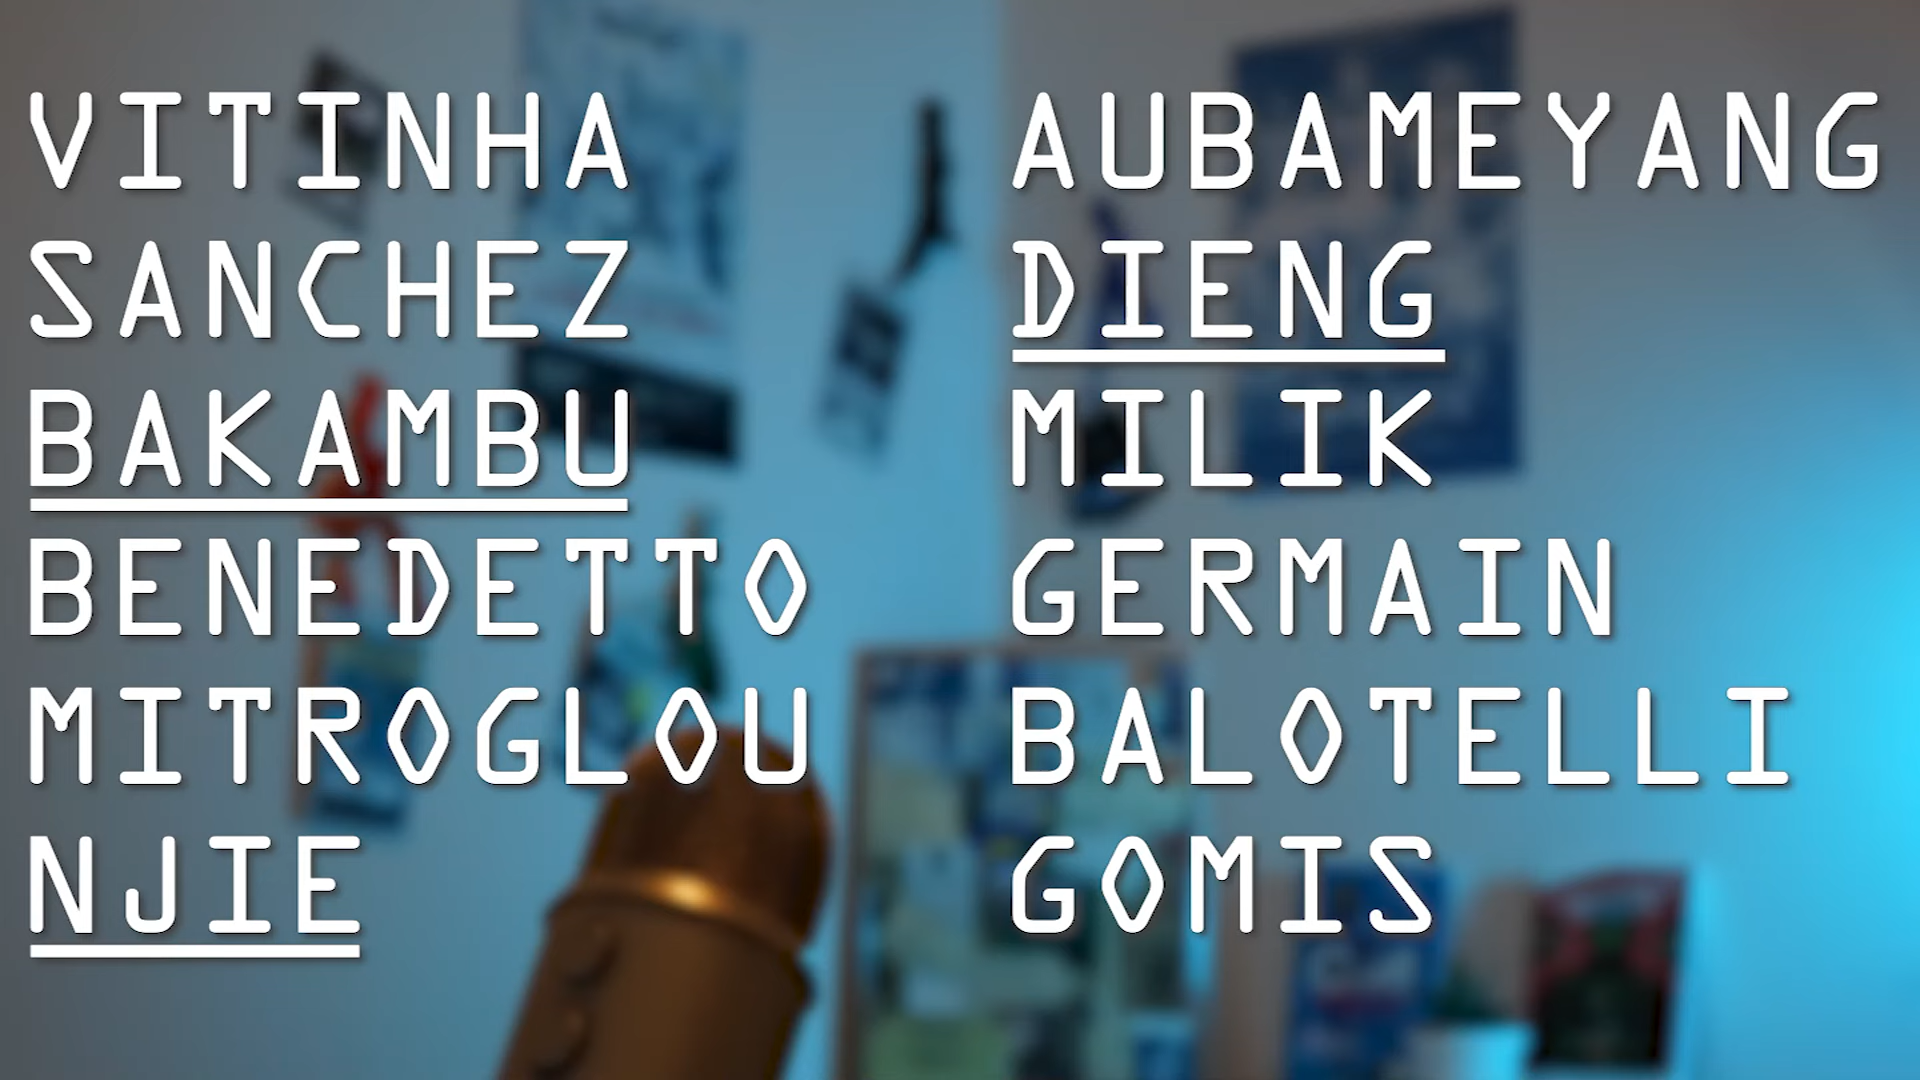 VITINHA
SANCHEZ
BAKAMBU
BENEDETTO
MITROGLOU
NJIE
AUBAMEYANG
DIENG
MILIK
GERMAIN
BALOTELLI
GOMIS